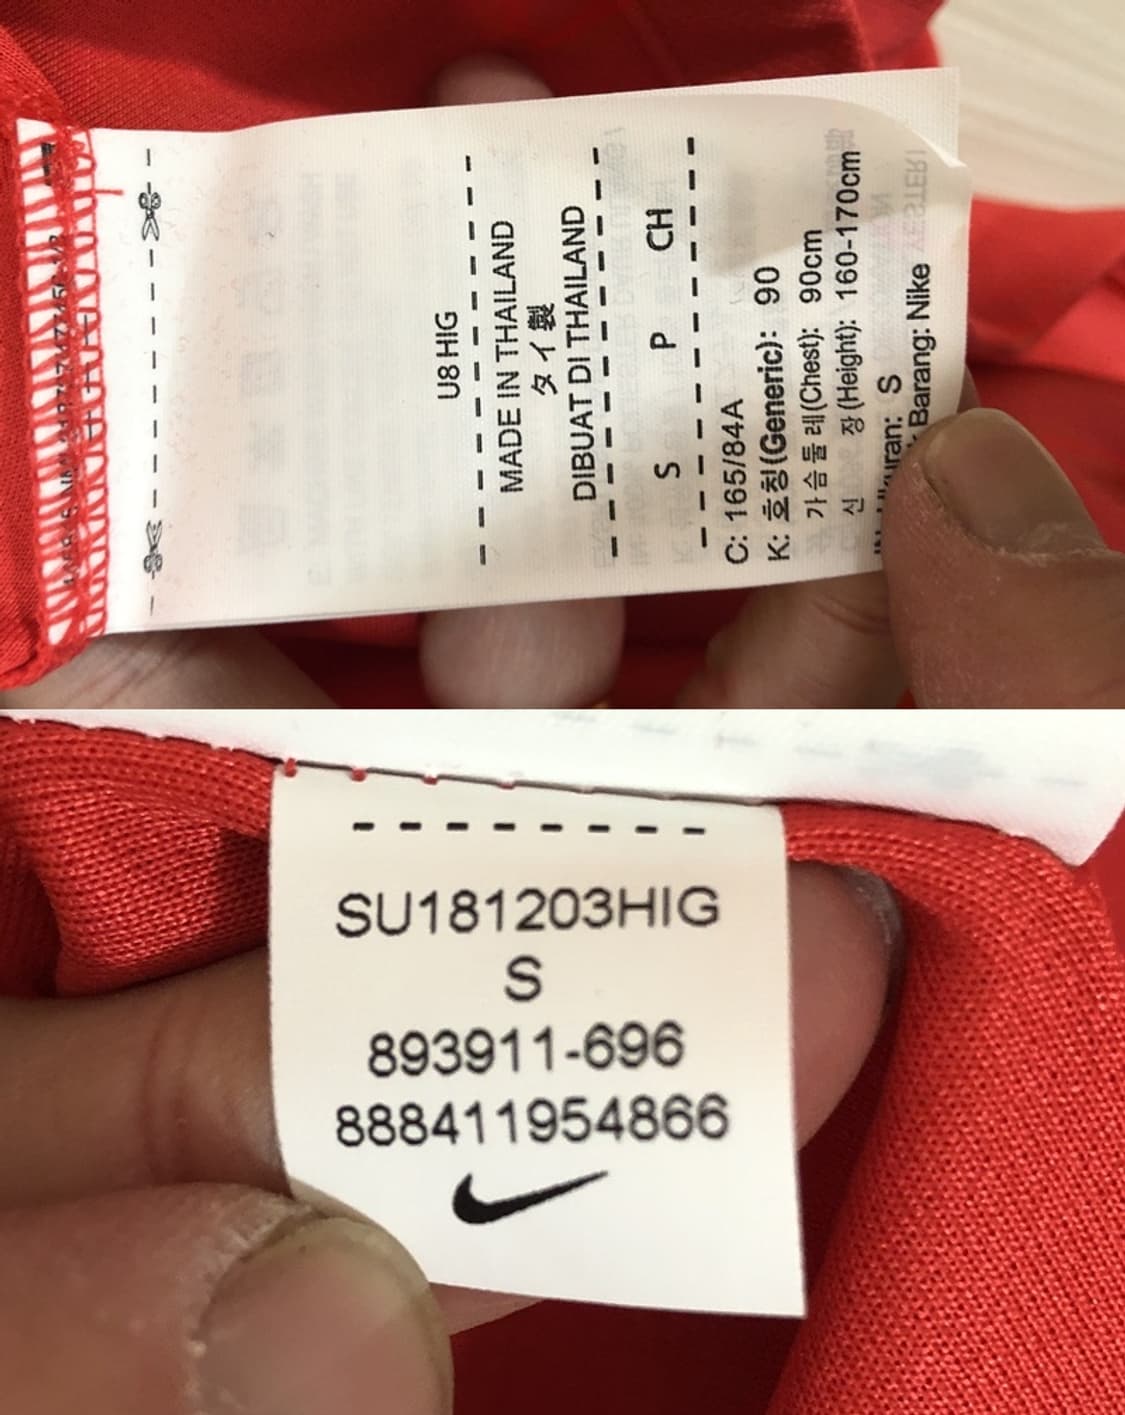 U8 HIG
MADE IN THAILAND
タイ製
DIBUAT DI THAILAND
S P CH
C: 165/84A
K: 호칭(Generic): 90
가슴둘레(Chest): 90cm
신 장(Height): 160-170cm
S
Barang: Nike
SU181203HIG
S
893911-696
888411954866